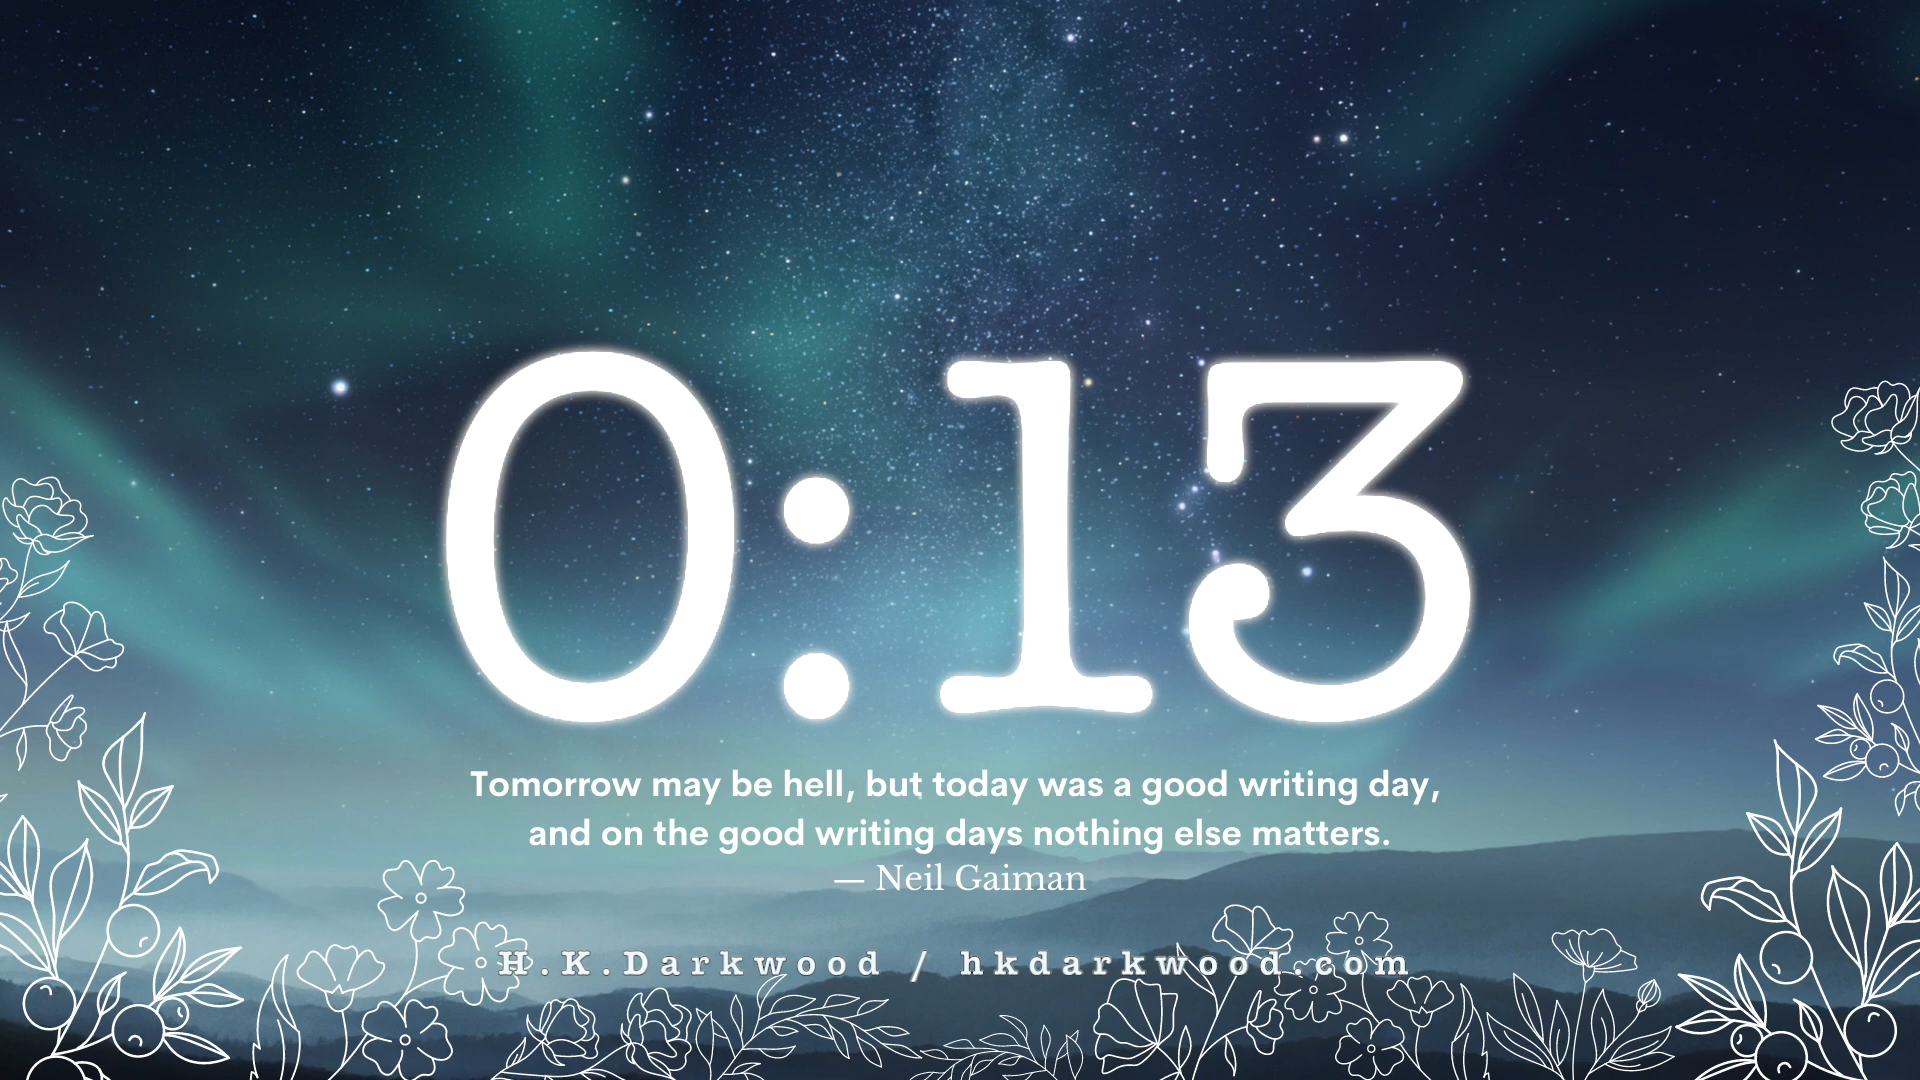 0:13
Tomorrow may be hell, but today was a good writing day,
and on the good writing days nothing else matters.
— Neil Gaiman
H.K.Darkwood / hkdarkwood.com